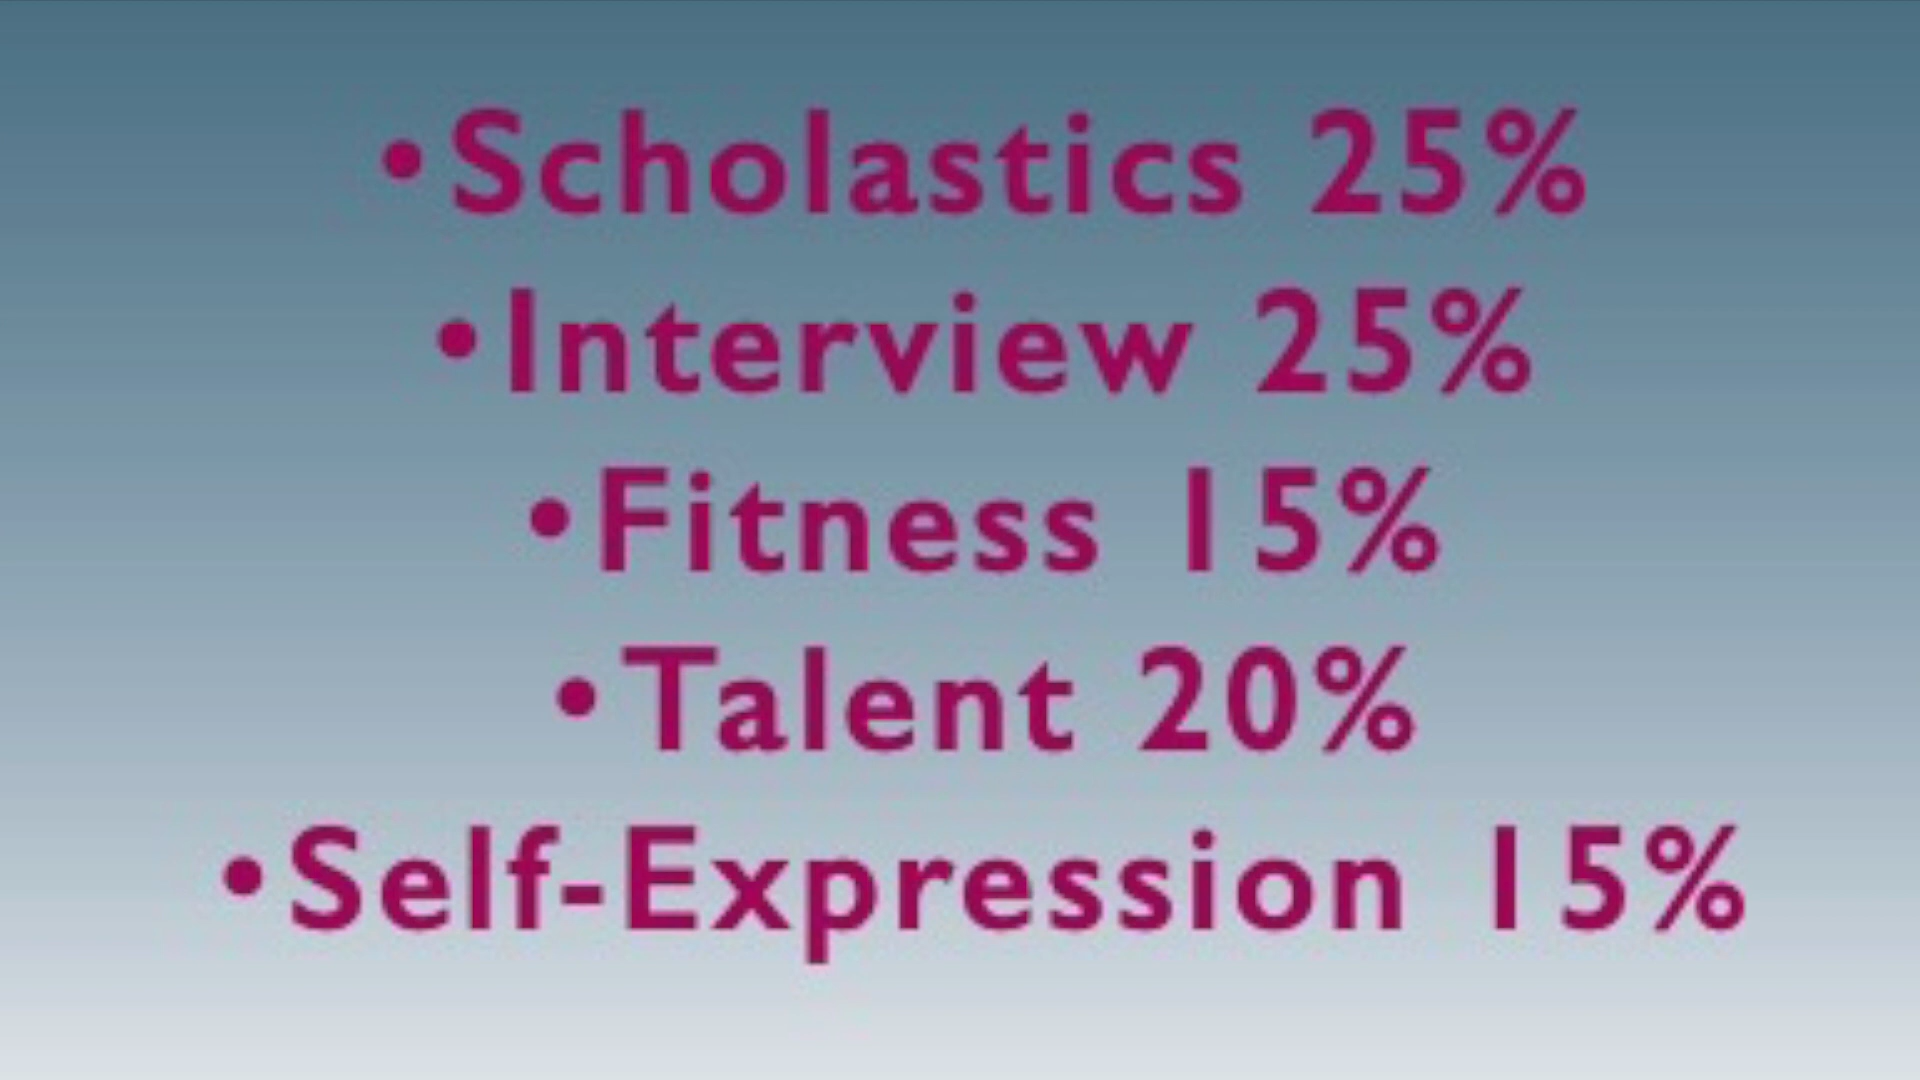 •Scholastics 25%
•Interview 25%
•Fitness 15%
•Talent 20%
•Self-Expression 15%